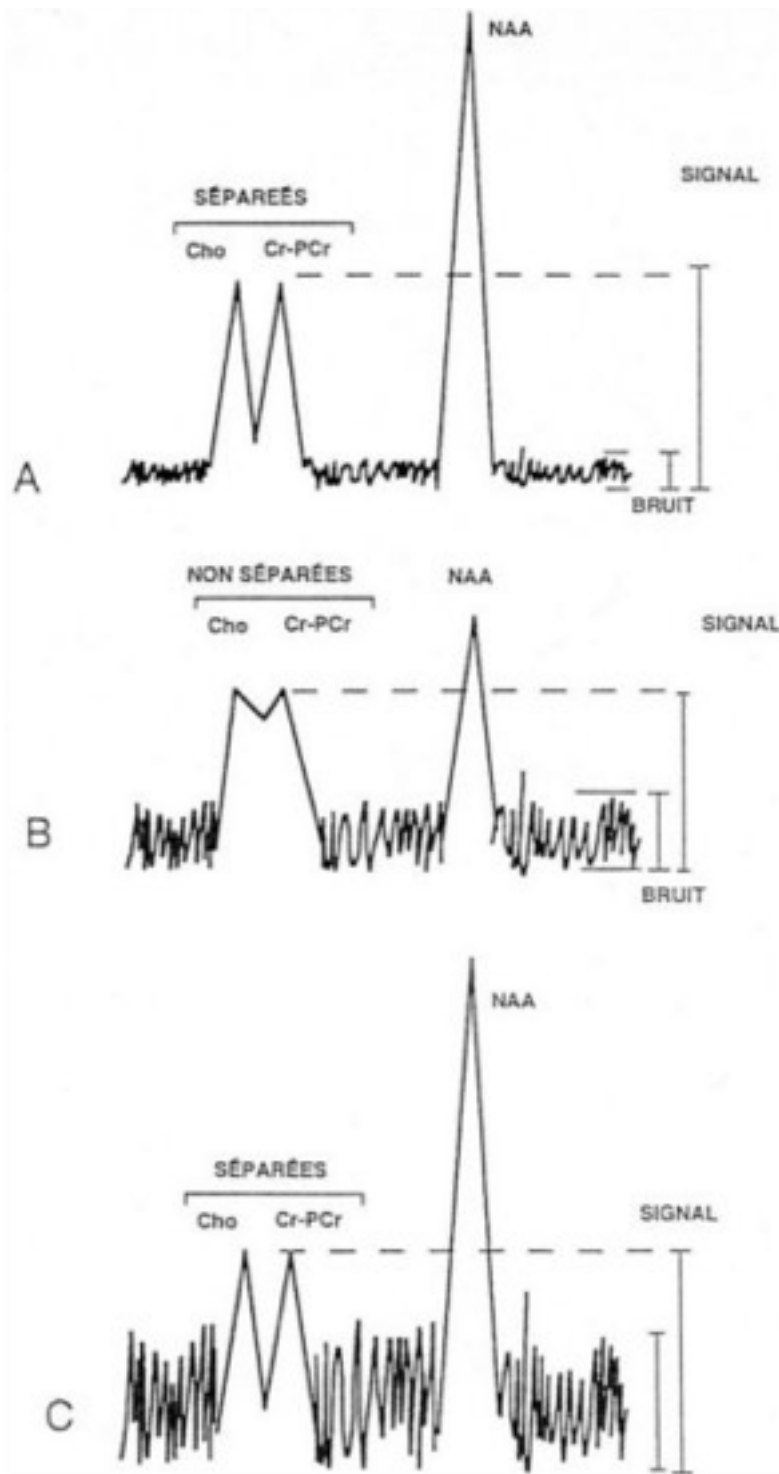 NAA
SIGNAL
SÉPAREÉS
Cho Cr-PCr
A
BRUIT
NON SÉPARÉES NAA
Cho Cr-PCr SIGNAL
B
BRUIT
NAA
SÉPARÉES
Cho Cr-PCr SIGNAL
C